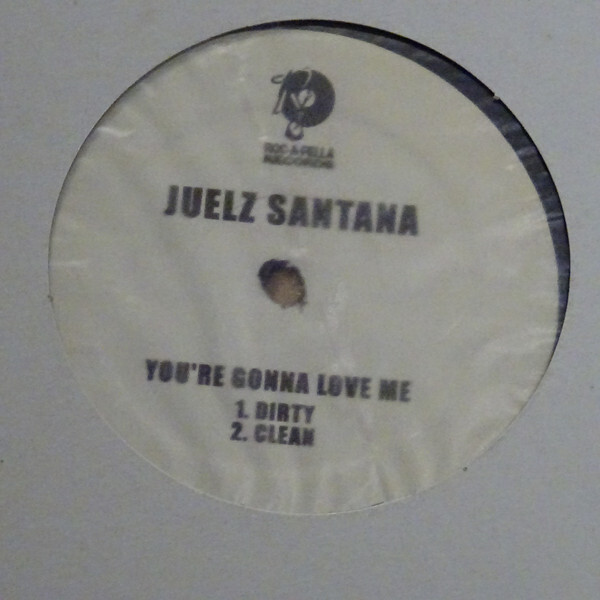 ROC-A-FELLA
RECORDS
JUELZ SANTANA
YOU'RE GONNA LOVE ME
1. DIRTY
2. CLEAN